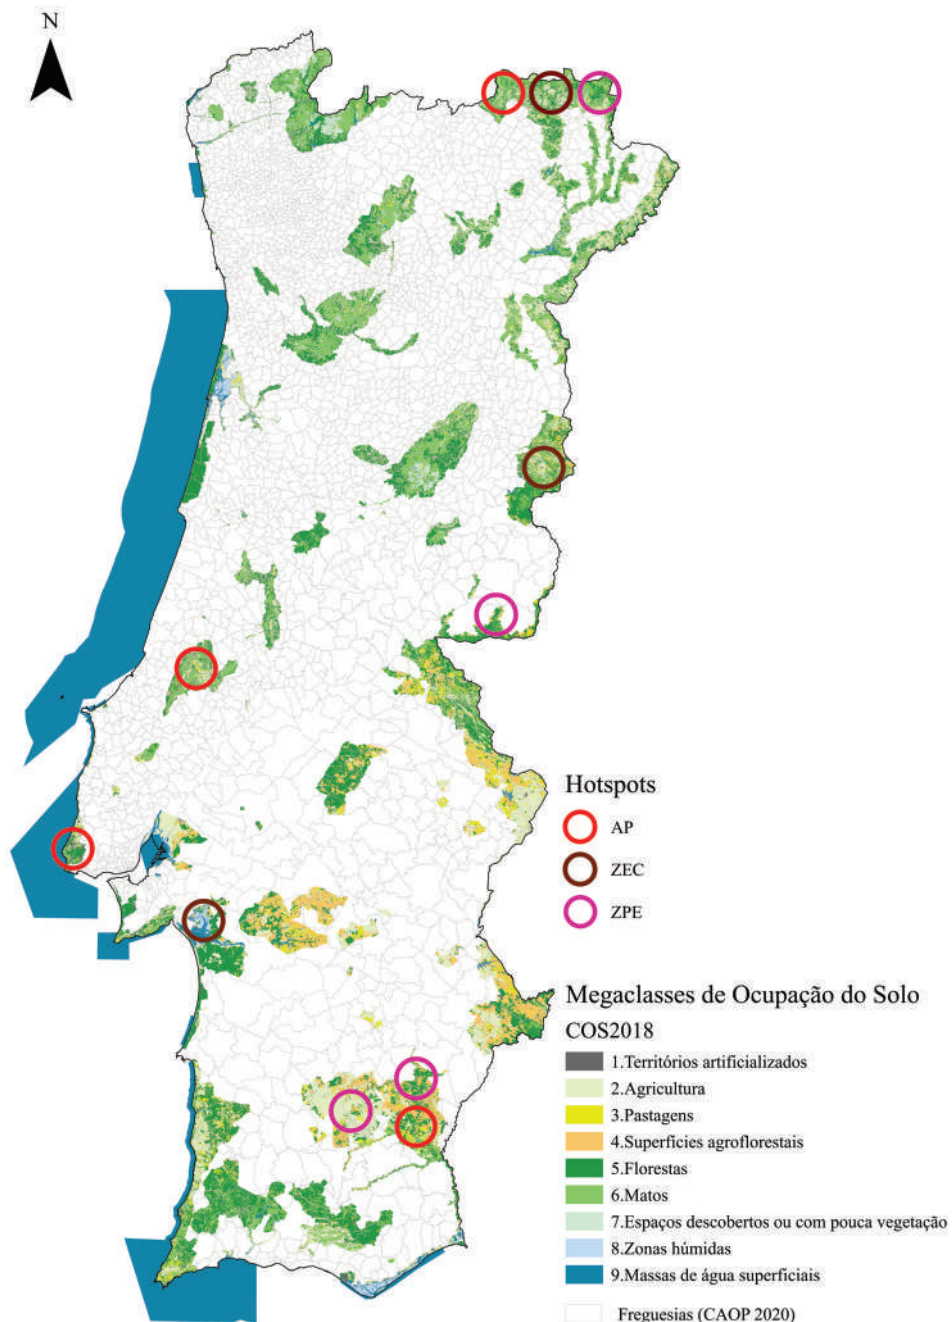 N
Hotspots
AP
ZEC
ZPE
Megaclasses de Ocupação do Solo
COS2018
1.Territórios artificializados
2.Agricultura
3.Pastagens
4.Superfícies agroflorestais
5.Florestas
6.Matos
7.Espaços descobertos ou com pouca vegetação
8.Zonas húmidas
9.Massas de água superficiais
Freguesias (CAOP 2020)